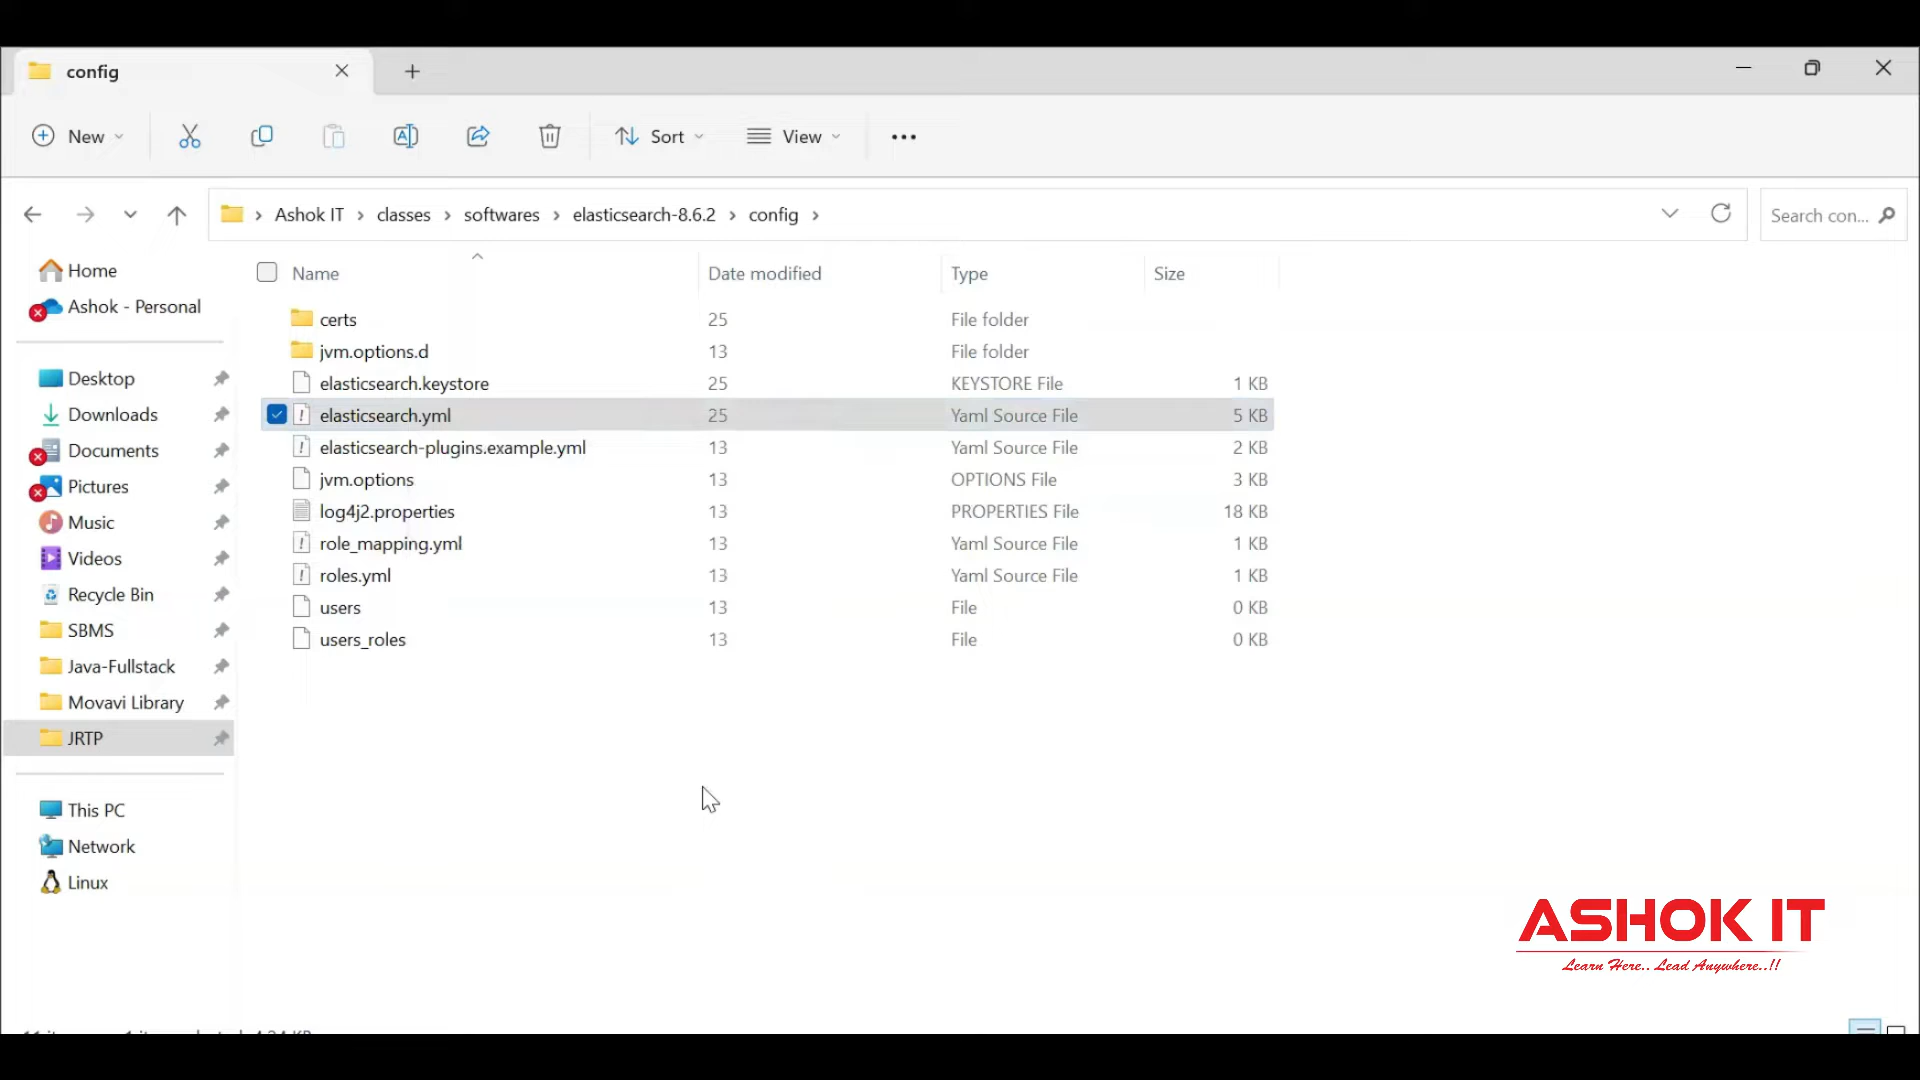 config
New Sort View
Ashok IT > classes > softwares > elasticsearch-8.6.2 > config >
Search con...
Name Date modified Type Size
Home
Ashok - Personal
Desktop
Downloads
Documents
Pictures
Music
Videos
Recycle Bin
SBMS
Java-Fullstack
Movavi Library
JRTP
This PC
Network
Linux
certs 25 File folder
jvm.options.d 13 File folder
elasticsearch.keystore 25 KEYSTORE File 1 KB
elasticsearch.yml 25 Yaml Source File 5 KB
elasticsearch-plugins.example.yml 13 Yaml Source File 2 KB
jvm.options 13 OPTIONS File 3 KB
log4j2.properties 13 PROPERTIES File 18 KB
role_mapping.yml 13 Yaml Source File 1 KB
roles.yml 13 Yaml Source File 1 KB
users 13 File 0 KB
users_roles 13 File 0 KB
ASHOK IT
Learn Here.. Lead Anywhere..!!